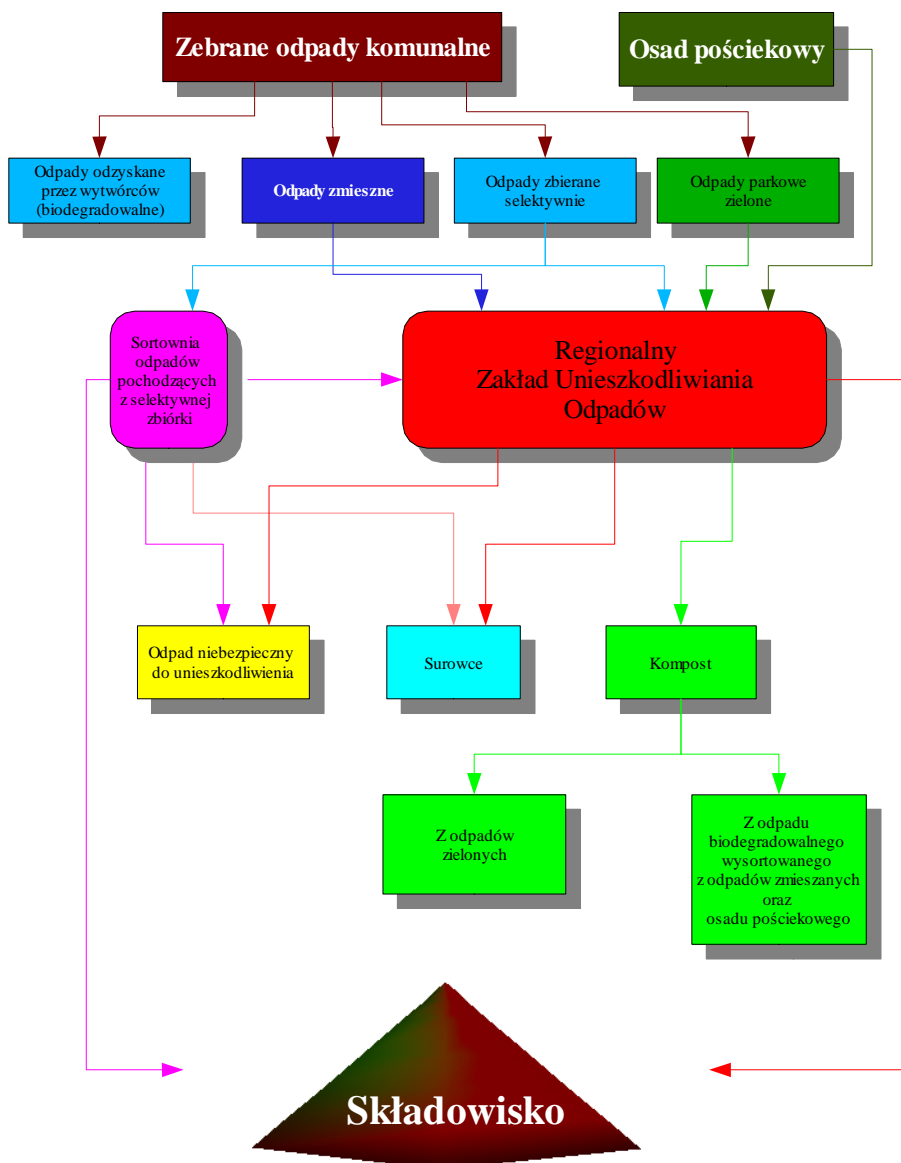 Zebrane odpady komunalne
Osad pościekowy
Odpady odzyskane
przez wytwórców
(biodegradowalne)
Odpady zmieszne
Odpady zbierane
selektywnie
Odpady parkowe
zielone
Sortownia
odpadów
pochodzących
z selektywnej
zbiórki
Regionalny
Zakład Unieszkodliwiania
Odpadów
Odpad niebezpieczny
do unieszkodliwienia
Surowce
Kompost
Z odpadów
zielonych
Z odpadu
biodegradowalnego
wysortowanego
z odpadów zmieszanych
oraz
osadu pościekowego
Składowisko